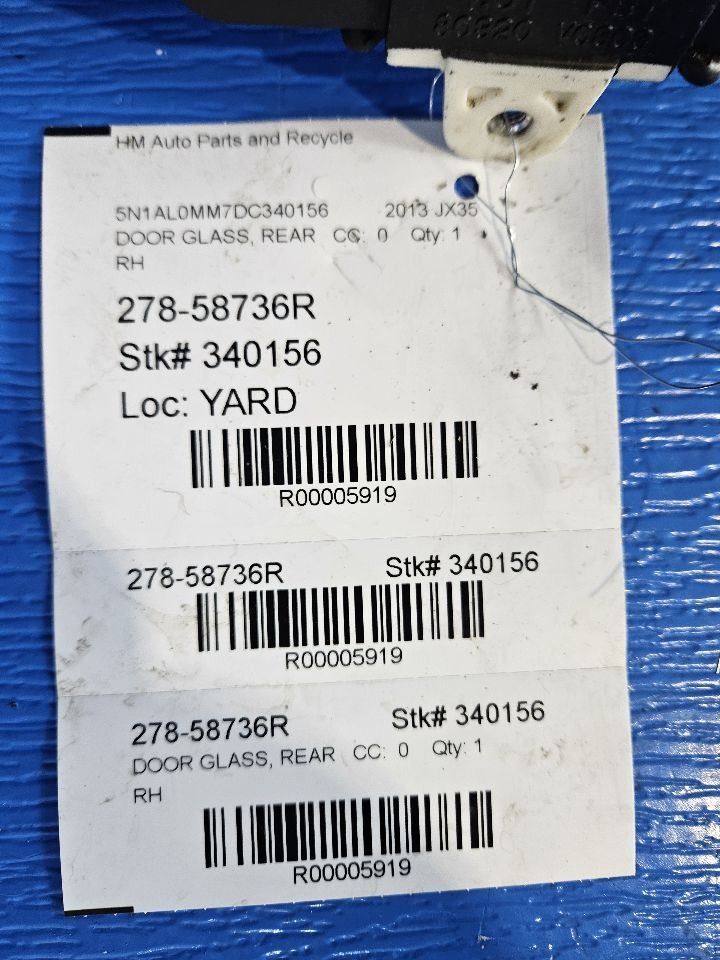 80320
HM Auto Parts and Recycle
5N1AL0MM7DC340156 2013 JX35
DOOR GLASS, REAR CC: 0 Qty: 1
RH
278-58736R
Stk# 340156
Loc: YARD
R00005919
278-58736R Stk# 340156
R00005919
278-58736R Stk# 340156
DOOR GLASS, REAR CC: 0 Qty: 1
RH
R00005919